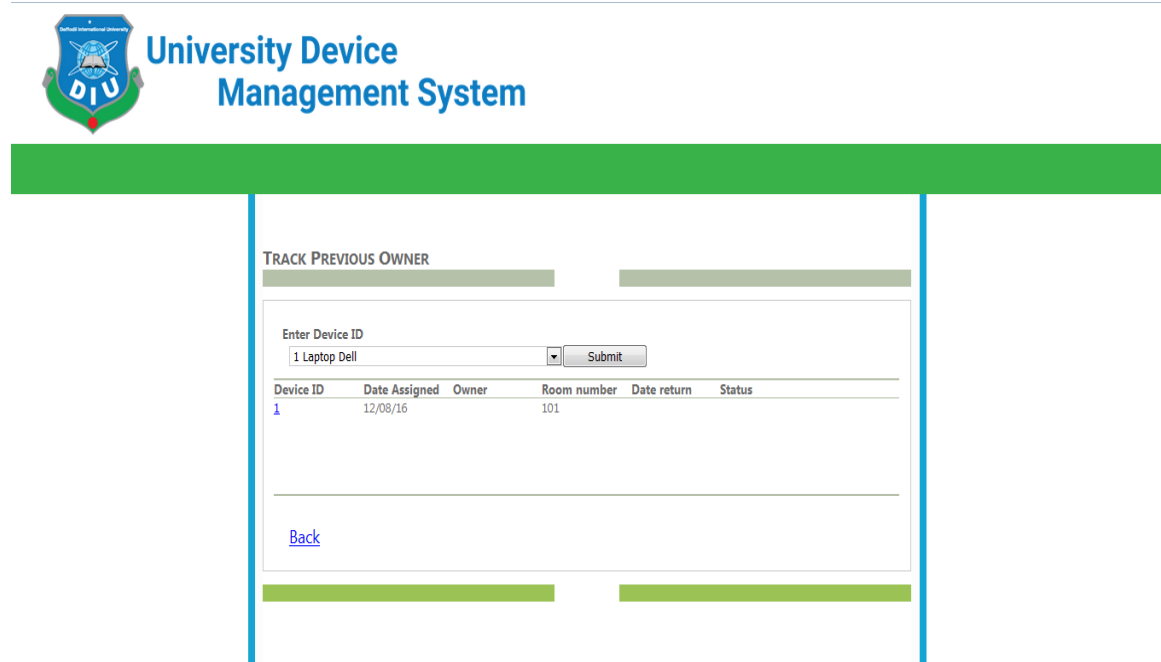 Daffodil International University
DIU
University Device
Management System
TRACK PREVIOUS OWNER
Enter Device ID
1 Laptop Dell
Submit
Device ID Date Assigned Owner Room number Date return Status
1 12/08/16 101
Back